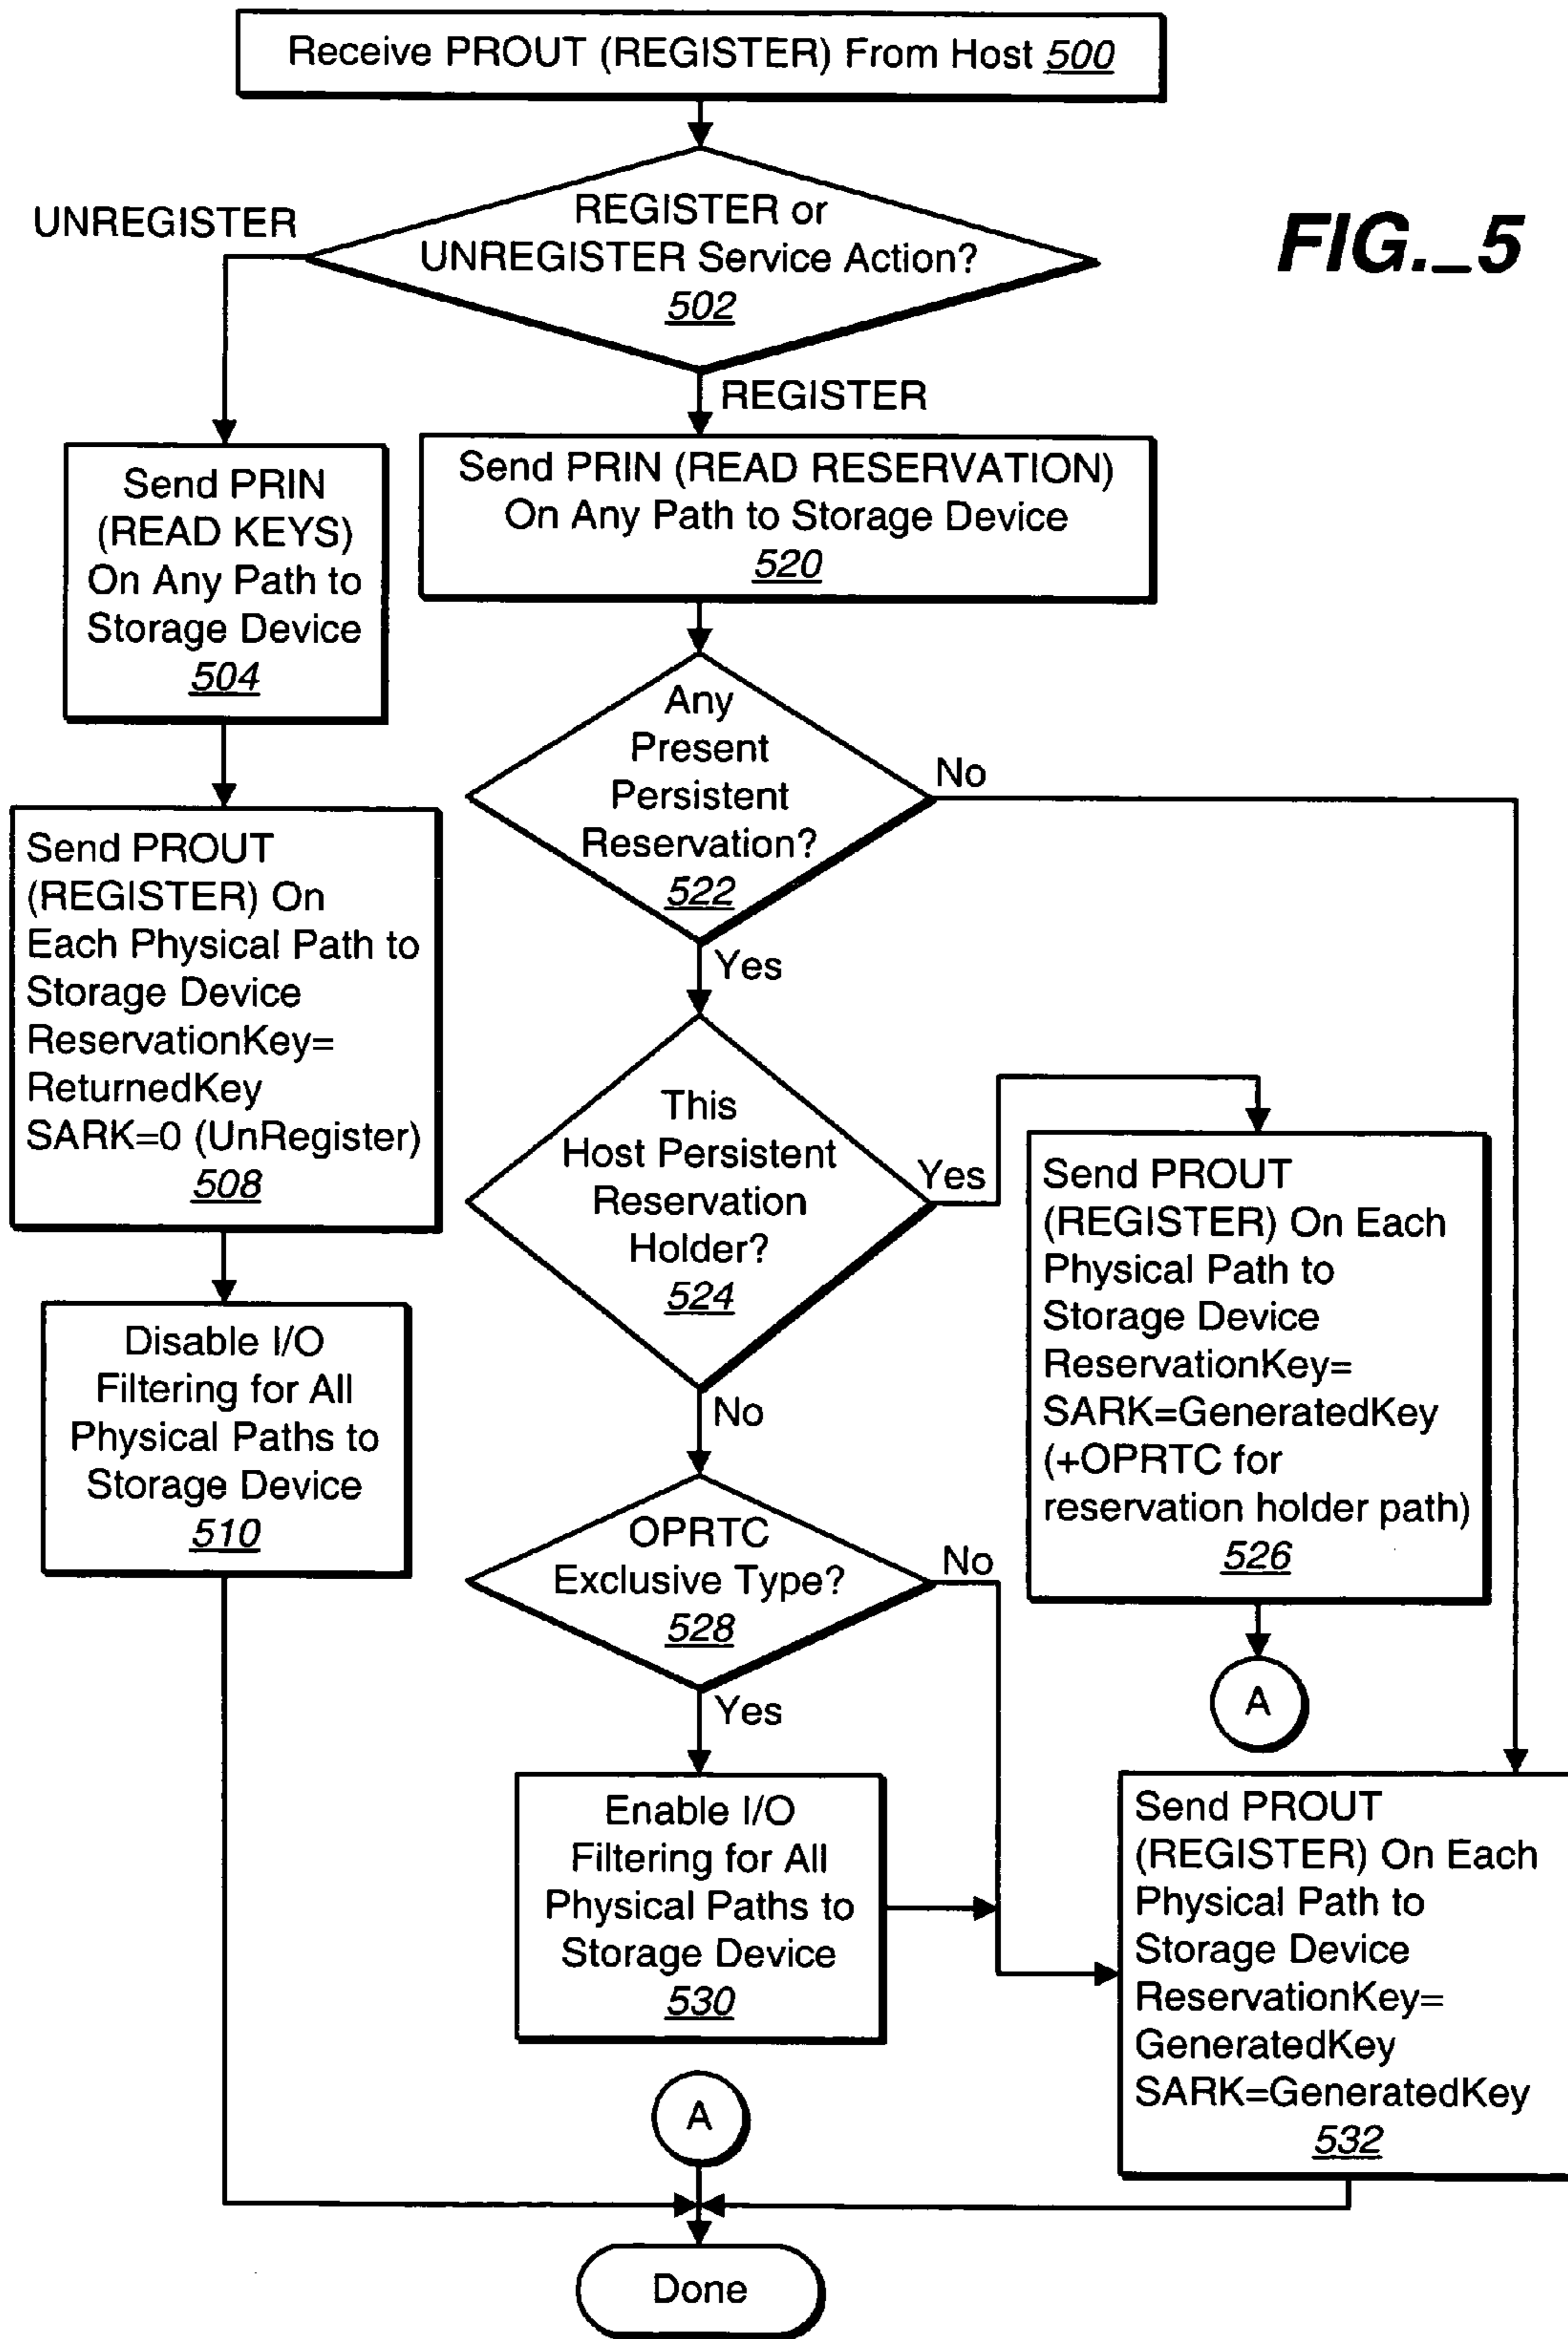 Receive PROUT (REGISTER) From Host 500
UNREGISTER
REGISTER or
UNREGISTER Service Action?
502
FIG._5
REGISTER
Send PRIN
(READ KEYS)
On Any Path to
Storage Device
504
Send PRIN (READ RESERVATION)
On Any Path to Storage Device
520
Any
Present
Persistent
Reservation?
522
No
Yes
Send PROUT
(REGISTER) On
Each Physical Path to
Storage Device
ReservationKey=
ReturnedKey
SARK=0 (UnRegister)
508
This
Host Persistent
Reservation
Holder?
524
Yes
No
Send PROUT
(REGISTER) On Each
Physical Path to
Storage Device
ReservationKey=
SARK=GeneratedKey
(+OPRTC for
reservation holder path)
526
A
Disable I/O
Filtering for All
Physical Paths to
Storage Device
510
OPRTC
Exclusive Type?
528
No
Yes
Enable I/O
Filtering for All
Physical Paths to
Storage Device
530
Send PROUT
(REGISTER) On Each
Physical Path to
Storage Device
ReservationKey=
GeneratedKey
SARK=GeneratedKey
532
A
Done